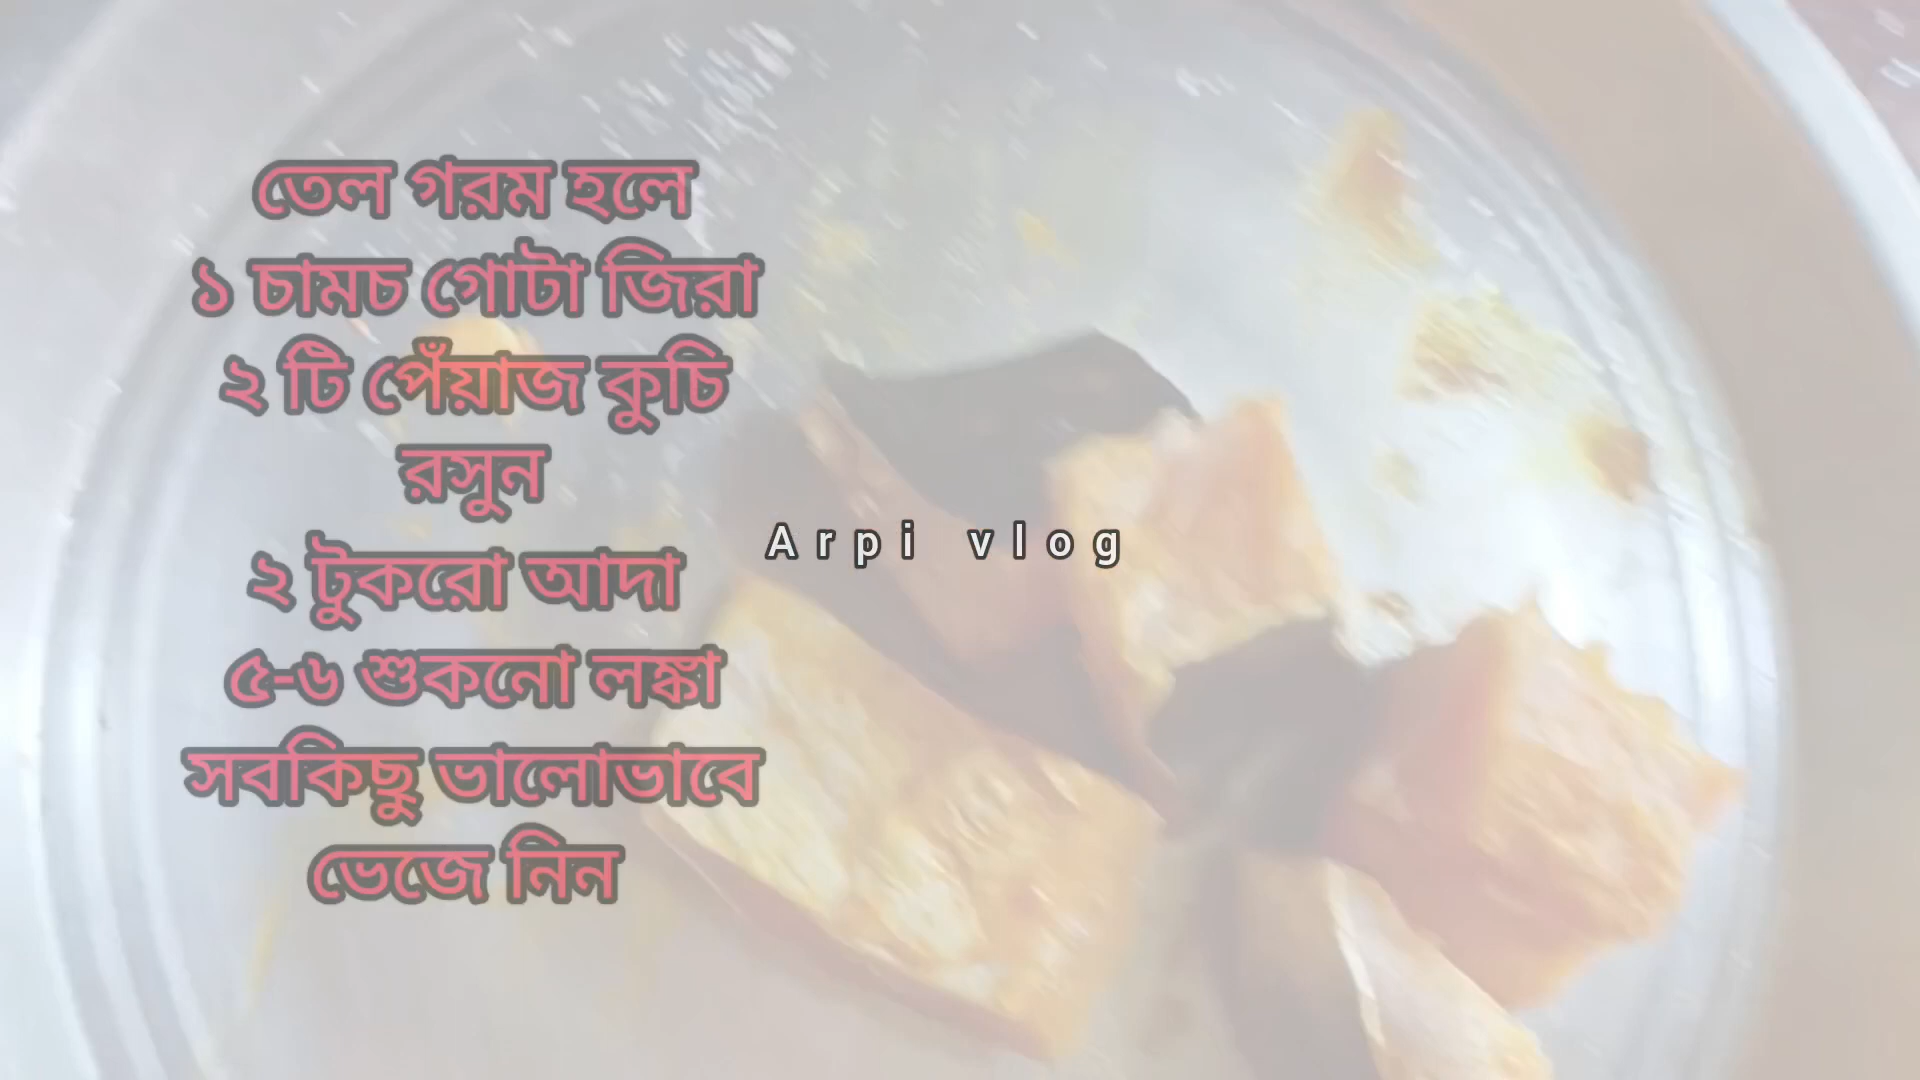 তেল গরম হলে
১ চামচ গোটা জিরা
২ টি পেঁয়াজ কুচি
রসুন
২ টুকরো আদা
৫-৬ শুকনো লঙ্কা
সবকিছু ভালোভাবে
ভেজে নিন
Arpi vlog